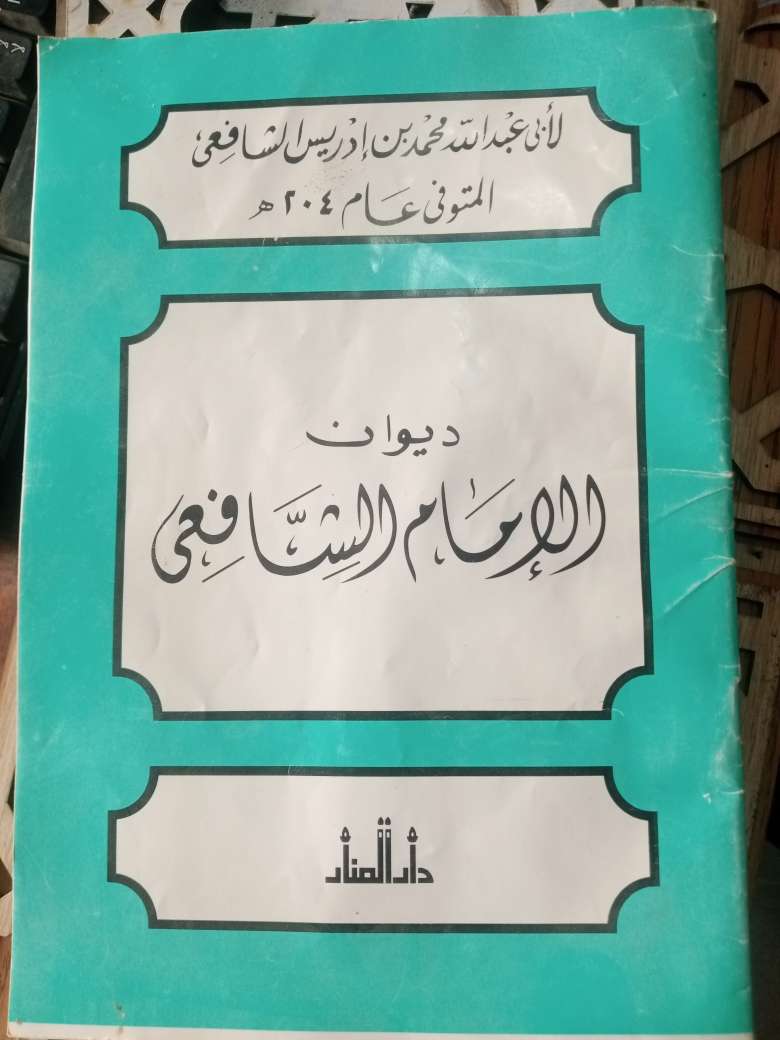 لأبي عبد الله محمد بن إدريس الشافعي
المتوفى عام ٢٠٤ هـ
ديوان
الإمام الشافعي
دار المنار